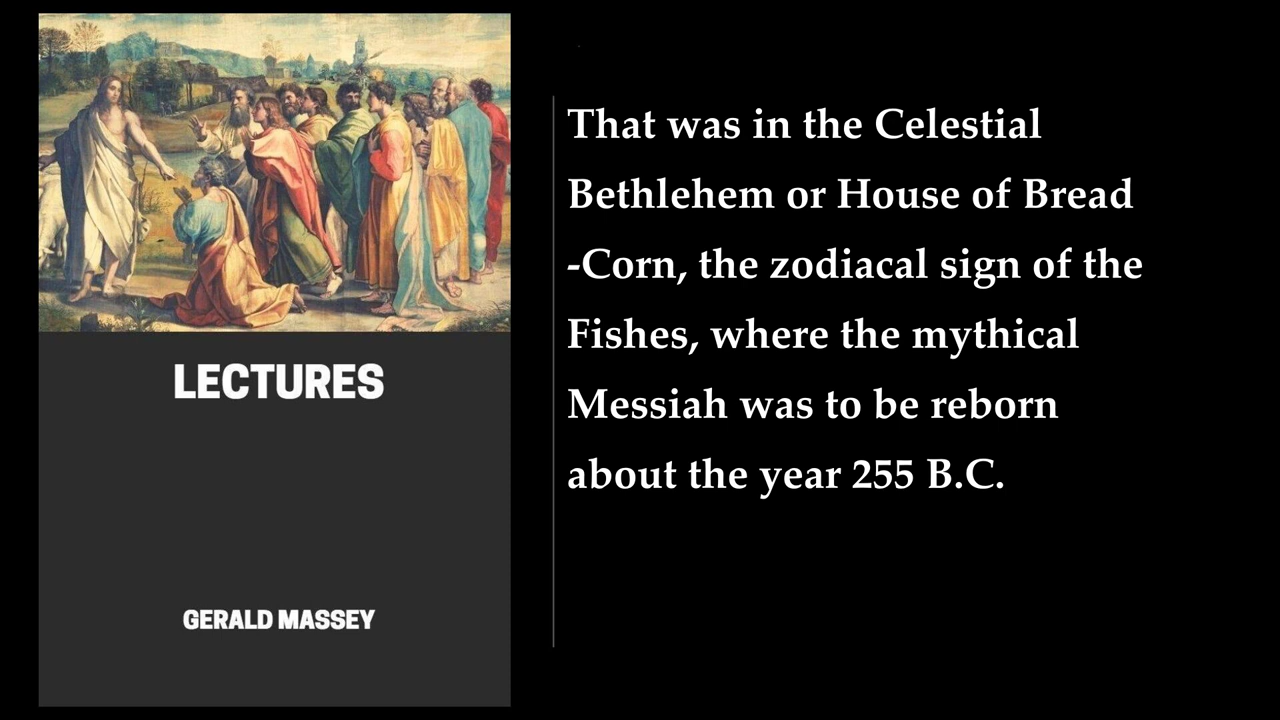 LECTURES
GERALD MASSEY
That was in the Celestial
Bethlehem or House of Bread
-Corn, the zodiacal sign of the
Fishes, where the mythical
Messiah was to be reborn
about the year 255 B.C.